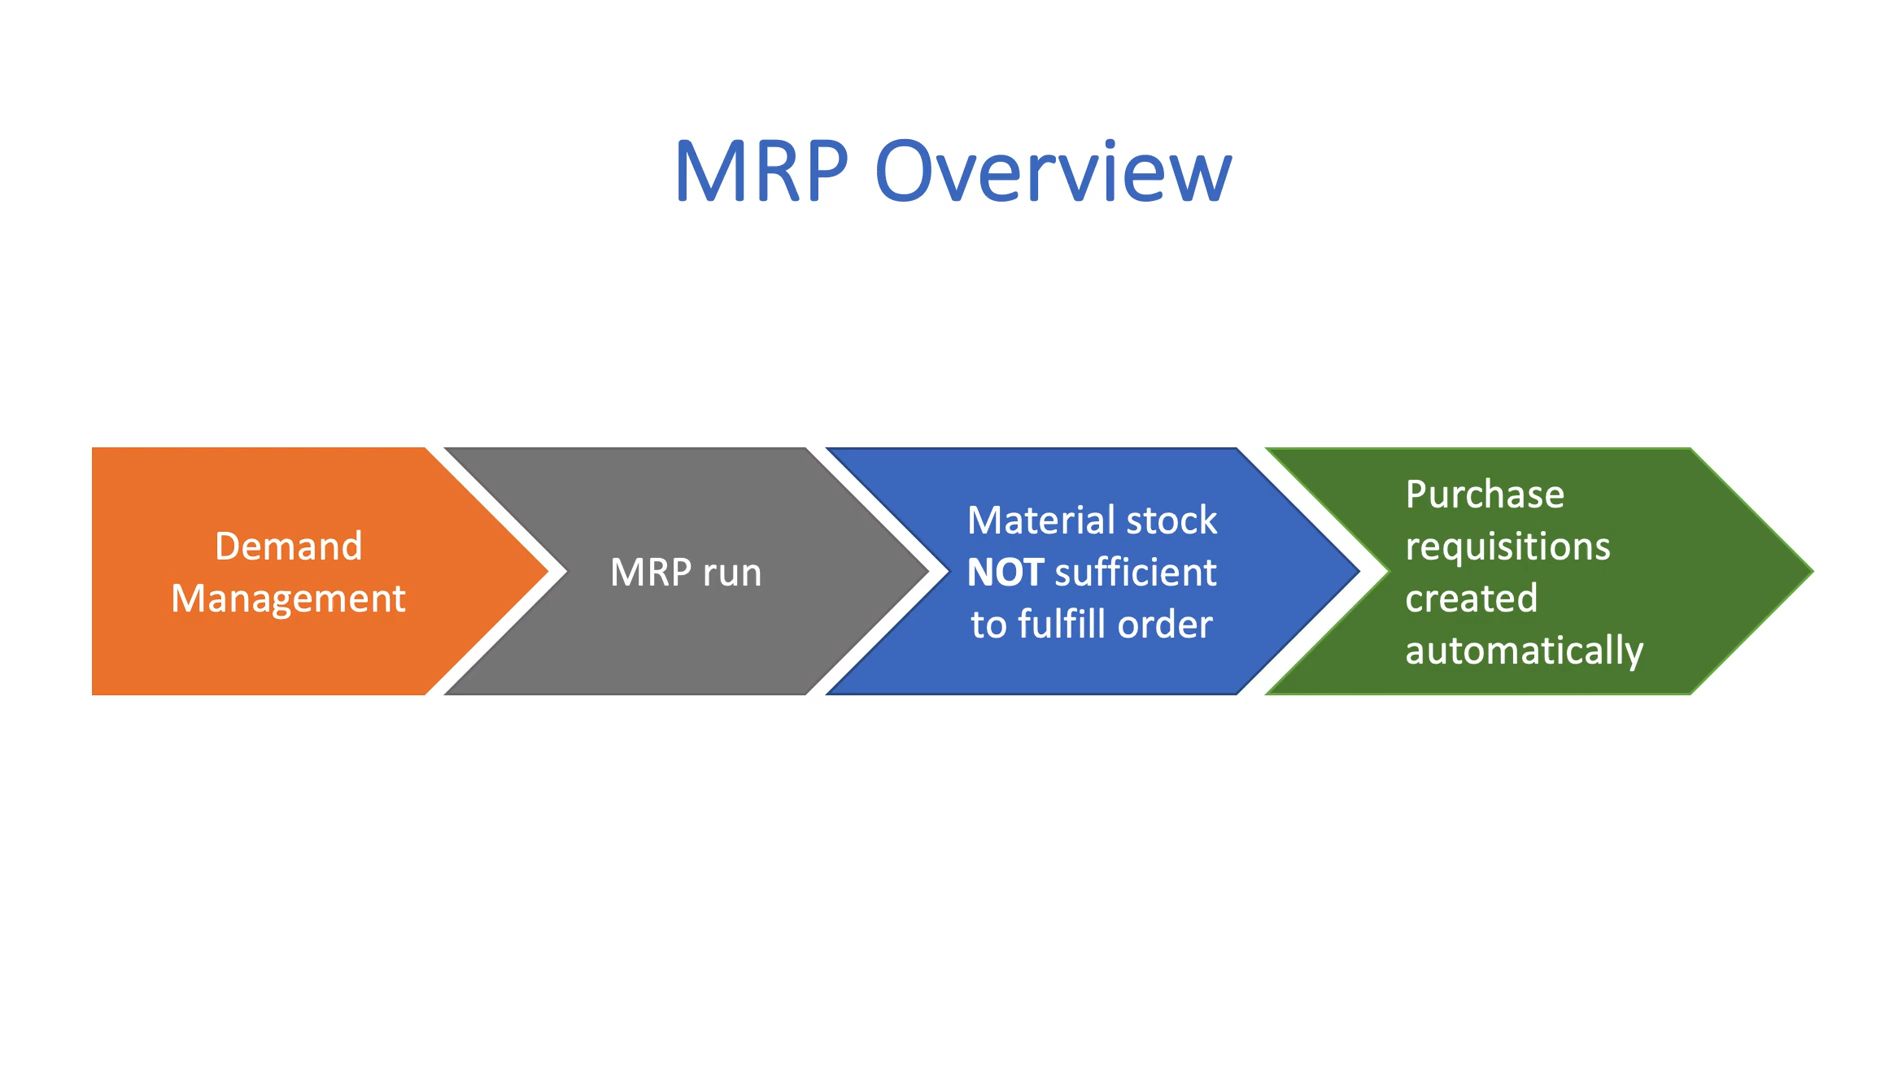 MRP Overview
Demand
Management
MRP run
Material stock
NOT sufficient
to fulfill order
Purchase
requisitions
created
automatically